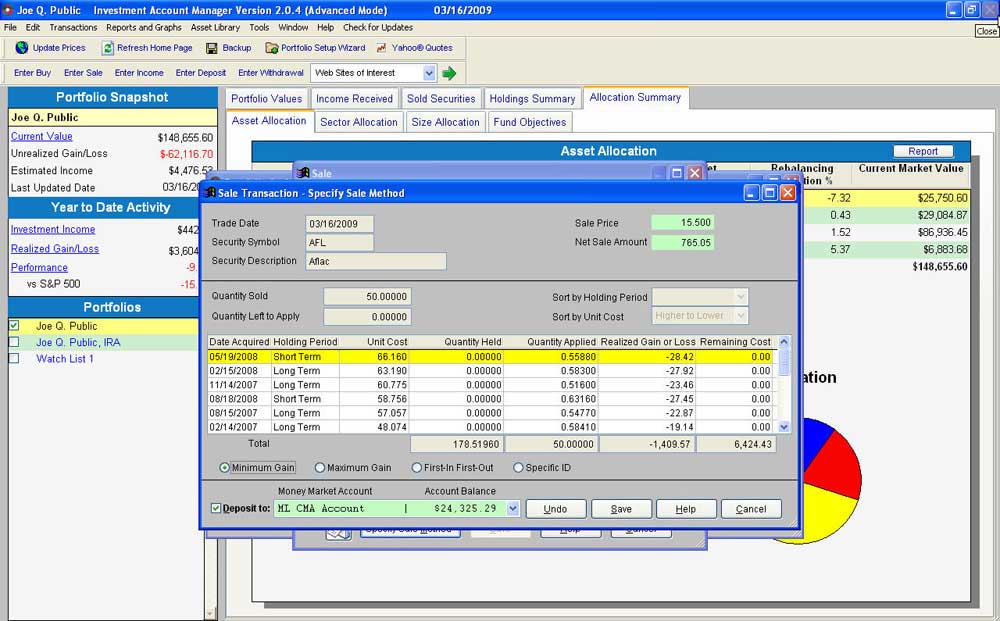 Joe Q. Public Investment Account Manager Version 2.0.4 (Advanced Mode) 03/16/2009
File Edit Transactions Reports and Graphs Asset Library Tools Window Help Check for Updates
Close
Update Prices Refresh Home Page Backup Portfolio Setup Wizard Yahoo® Quotes
Enter Buy Enter Sale Enter Income Enter Deposit Enter Withdrawal Web Sites of Interest
Portfolio Snapshot
Joe Q. Public
Current Value $148,655.60
Unrealized Gain/Loss $-62,116.70
Estimated Income $4,476.5
Last Updated Date 03/16/20
Year to Date Activity
Investment Income $442
Realized Gain/Loss $3,604
Performance -9.
vs S&P 500 -15.
Portfolios
Joe Q. Public
Joe Q. Public, IRA
Watch List 1
Portfolio Values Income Received Sold Securities Holdings Summary Allocation Summary
Asset Allocation Sector Allocation Size Allocation Fund Objectives
Asset Allocation Report
Rebalancing Current Market Value
tion %
-7.32 $25,750.60
0.43 $29,084.87
1.52 $86,936.45
5.37 $6,883.68
$148,655.60
ation
Sale
Sale Transaction - Specify Sale Method
Trade Date 03/16/2009 Sale Price 15.500
Security Symbol AFL Net Sale Amount 765.05
Security Description Aflac
Quantity Sold 50.00000 Sort by Holding Period
Quantity Left to Apply 0.00000 Sort by Unit Cost Higher to Lower
Date Acquired Holding Period Unit Cost Quantity Held Quantity Applied Realized Gain or Loss Remaining Cost
05/19/2008 Short Term 66.160 0.00000 0.55880 -28.42 0.00
02/15/2008 Long Term 63.190 0.00000 0.58300 -27.92 0.00
11/14/2007 Long Term 60.775 0.00000 0.51600 -23.46 0.00
08/18/2008 Short Term 58.756 0.00000 0.63160 -27.45 0.00
08/15/2007 Long Term 57.057 0.00000 0.54770 -22.87 0.00
02/14/2007 Long Term 48.074 0.00000 0.58410 -19.14 0.00
Total 178.51960 50.00000 -1,409.57 6,424.43
Minimum Gain Maximum Gain First-In First-Out Specific ID
Money Market Account Account Balance
Deposit to: ML CMA Account | $24,325.29 Undo Save Help Cancel